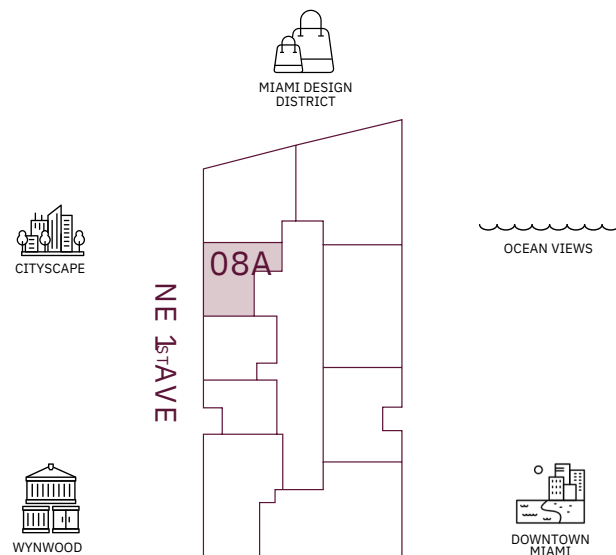 MIAMI DESIGN
DISTRICT
CITYSCAPE
08A
OCEAN VIEWS
NE 1ST AVE
WYNWOOD
DOWNTOWN
MIAMI